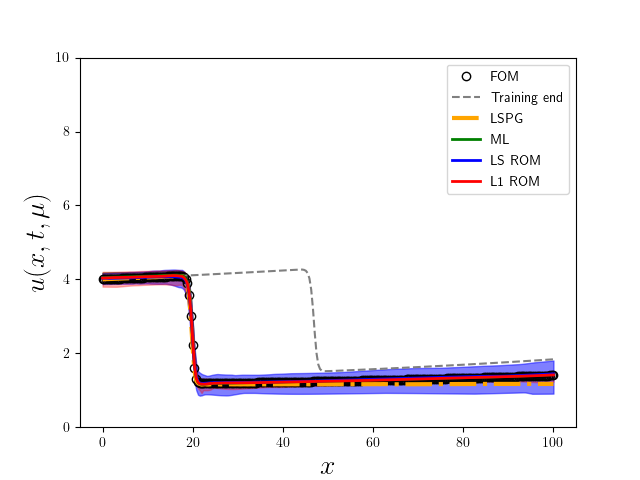 10
8
6
4
2
0
u(x, t, μ)
0 20 40 60 80 100
x
FOM
Training end
LSPG
ML
LS ROM
L1 ROM